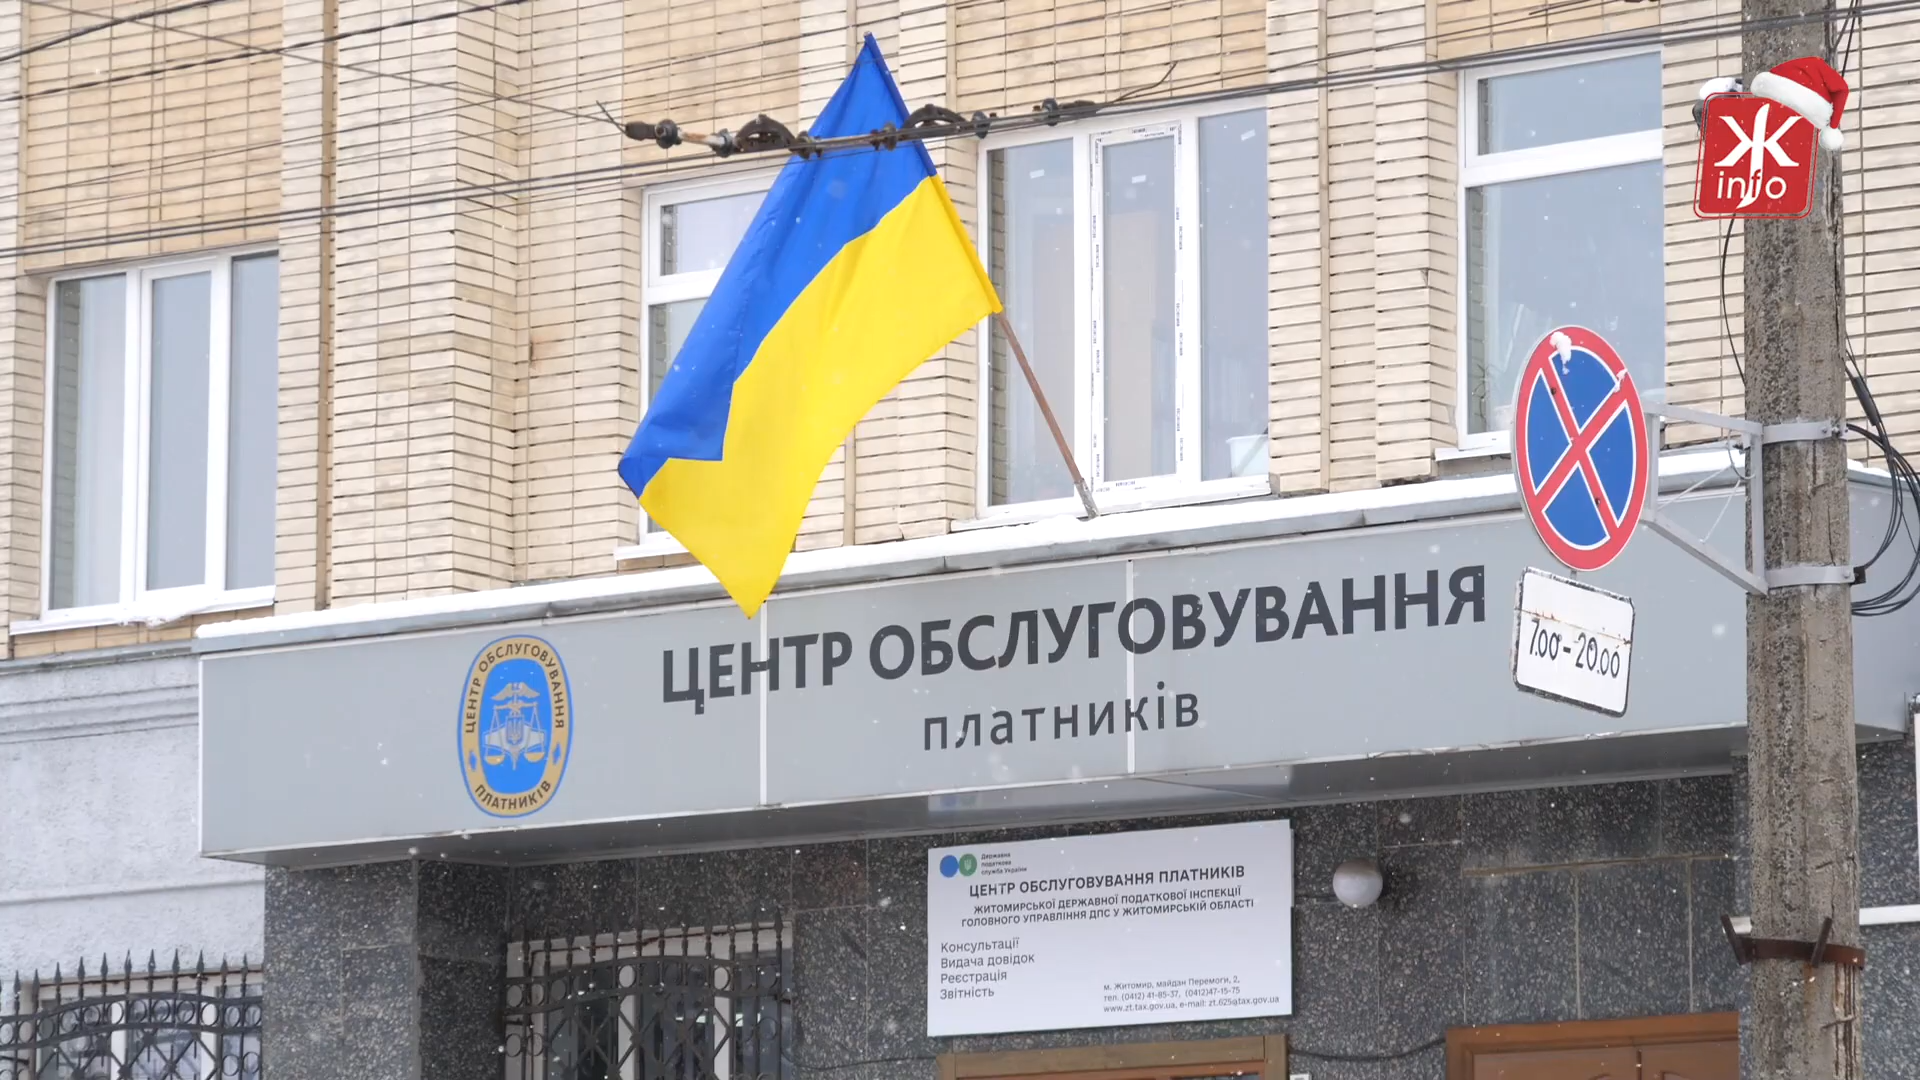 Ж
info
7.00-20.00
ЦЕНТР ОБСЛУГОВУВАННЯ
платників
ЦЕНТР ОБСЛУГОВУВАННЯ
ПЛАТНИКІВ
Державна
податкова
служба України
ЦЕНТР ОБСЛУГОВУВАННЯ ПЛАТНИКІВ
ЖИТОМИРСЬКОЇ ДЕРЖАВНОЇ ПОДАТКОВОЇ ІНСПЕКЦІЇ
ГОЛОВНОГО УПРАВЛІННЯ ДПС У ЖИТОМИРСЬКІЙ ОБЛАСТІ
Консультації
Видача довідок
Реєстрація
Звітність
м. Житомир, майдан Перемоги, 2,
тел. (0412) 41-85-37, (0412)47-15-75
www.zt.tax.gov.ua, e-mail: zt.625@tax.gov.ua